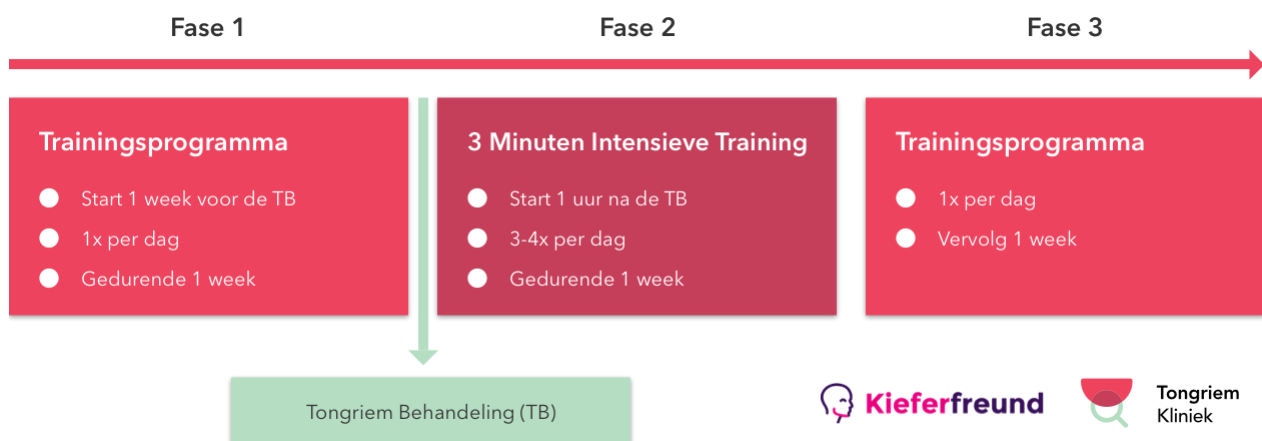 Fase 1
Fase 2
Fase 3
Trainingsprogramma
Start 1 week voor de TB
1x per dag
Gedurende 1 week
3 Minuten Intensieve Training
Start 1 uur na de TB
3-4x per dag
Gedurende 1 week
Trainingsprogramma
1x per dag
Vervolg 1 week
Tongriem Behandeling (TB)
Kieferfreund
Tongriem
Kliniek